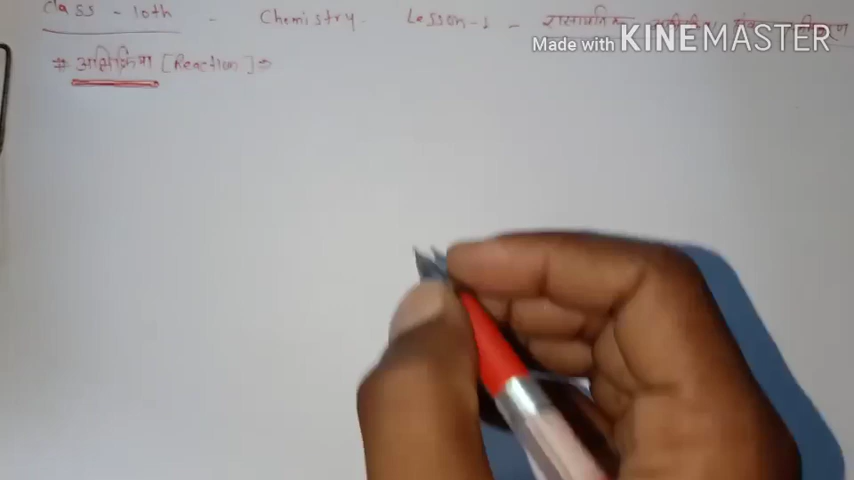 Class - 10th - Chemistry. Lesson-1 - रासायनिक
Made with KINEMASTER
# अभिक्रिया [Reaction] ⇒